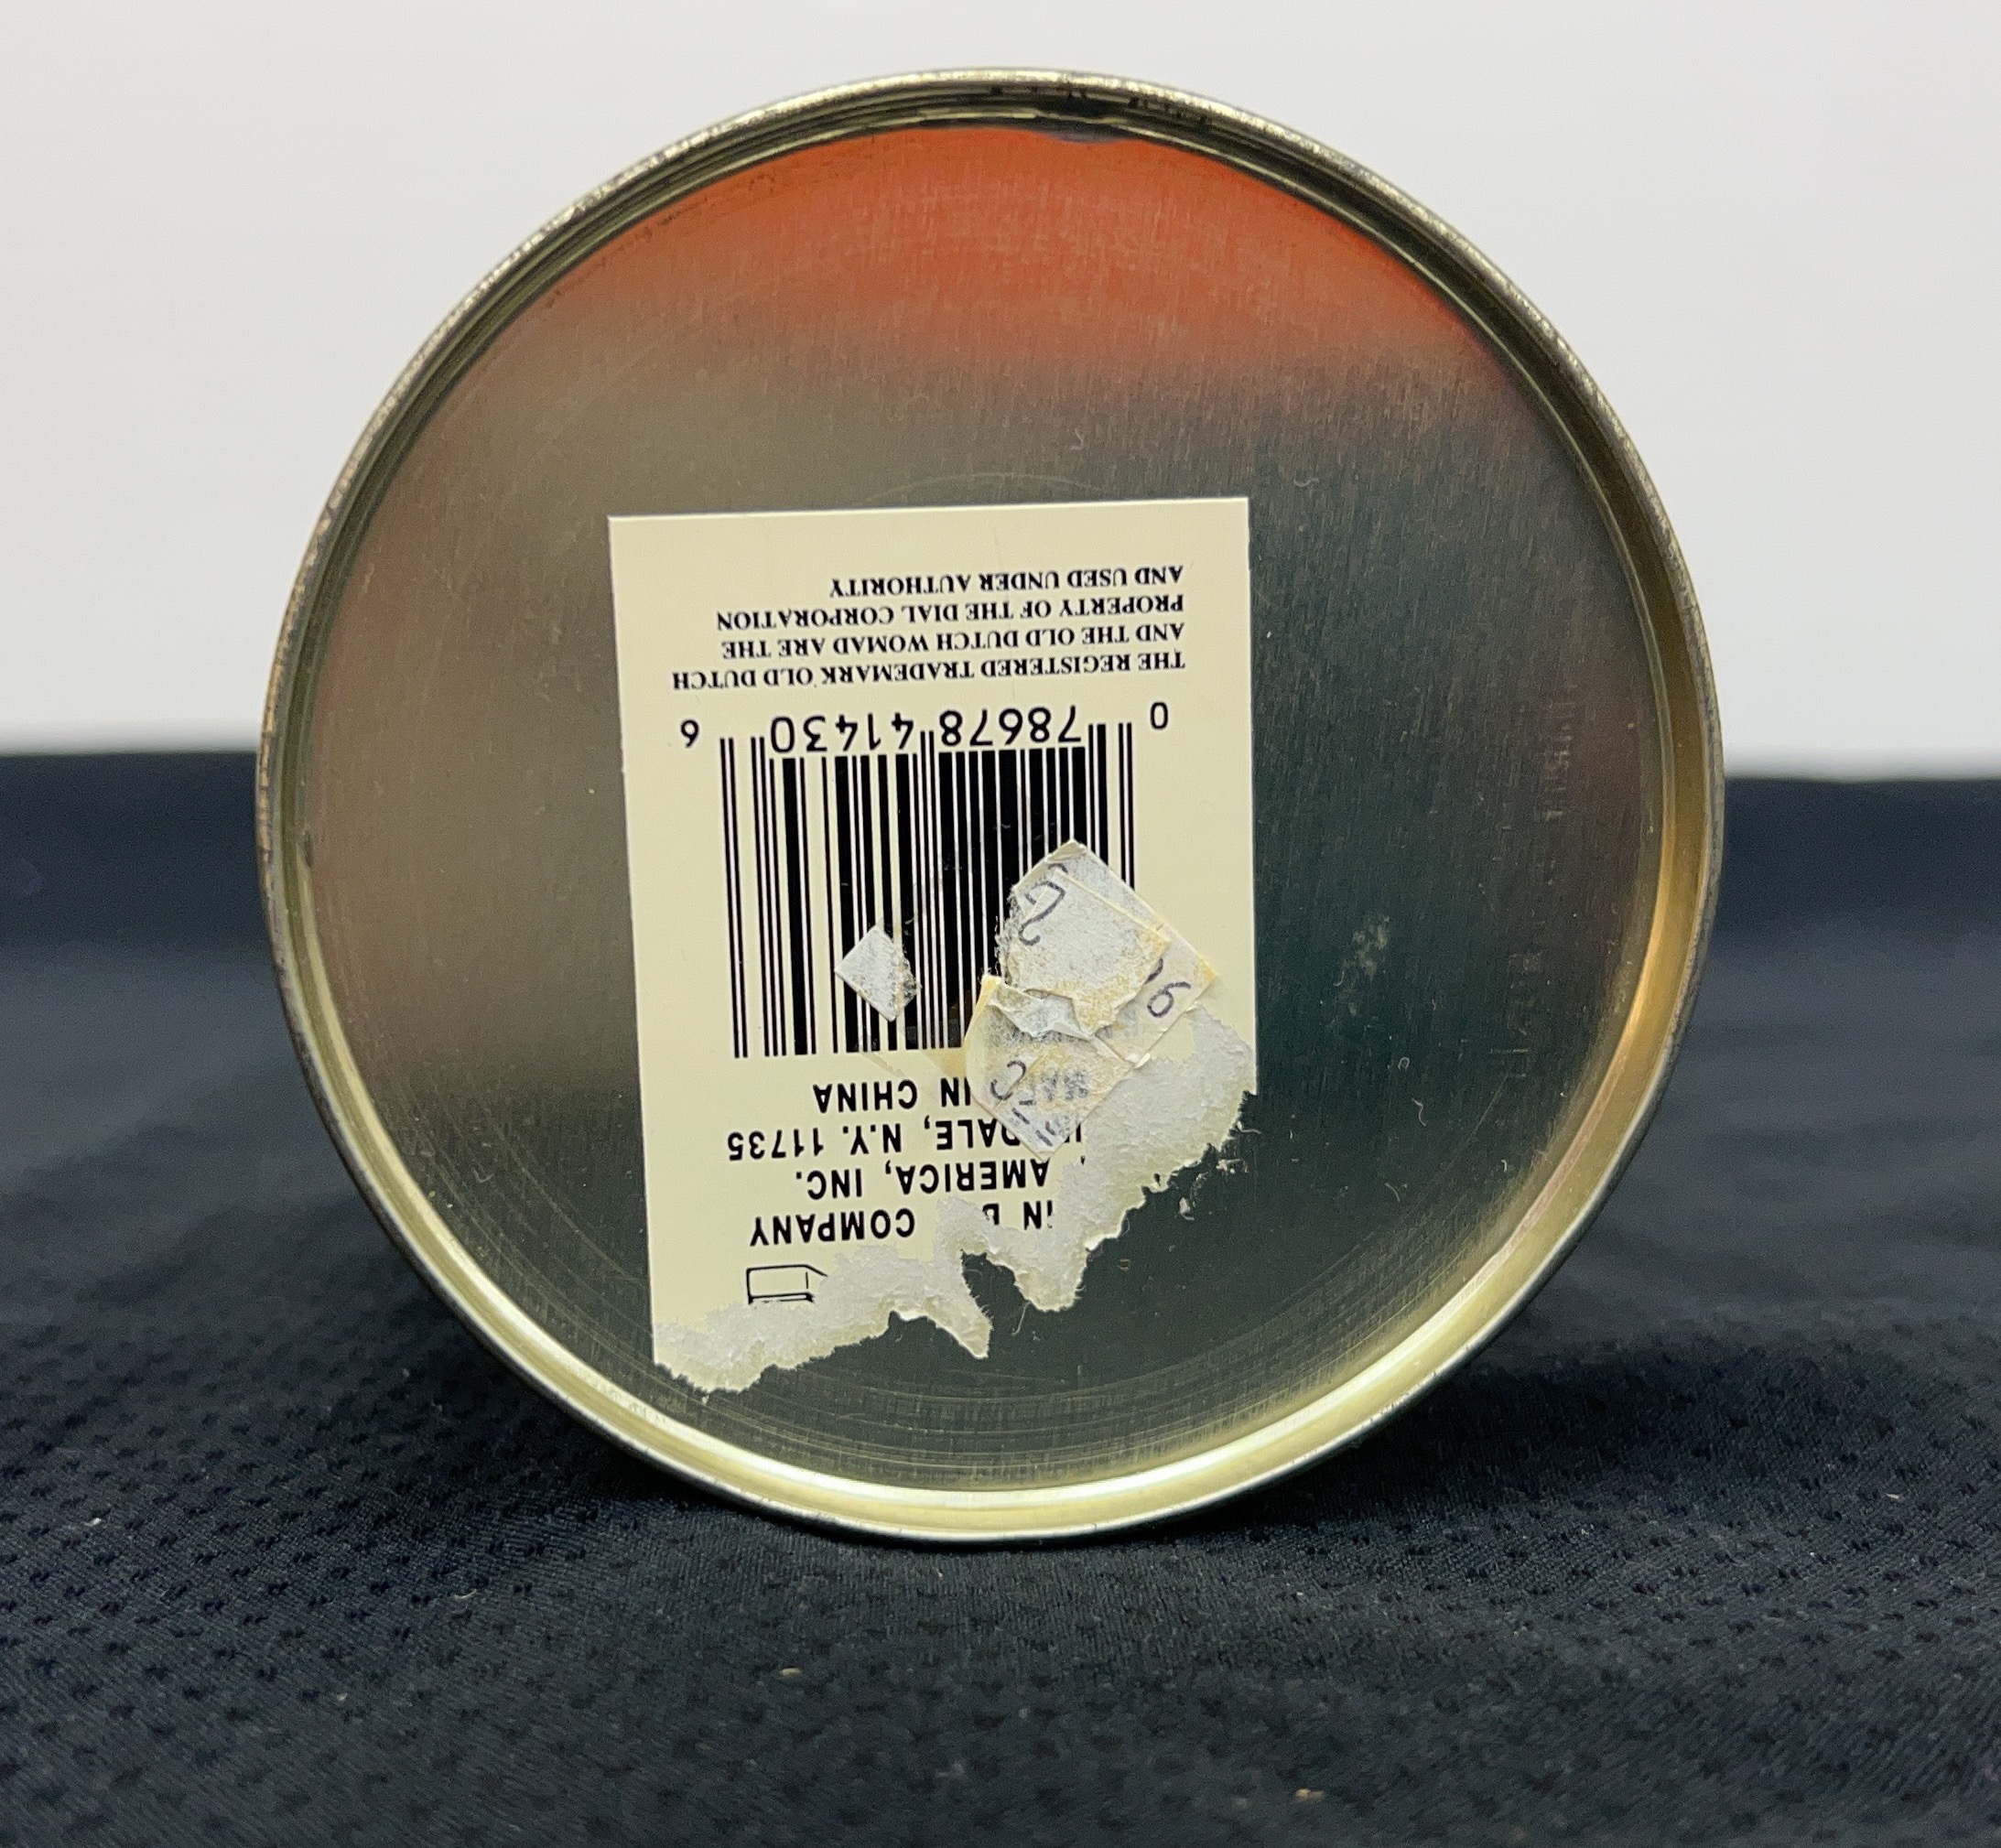 IN B COMPANY
AMERICA, INC.
DALE, N.Y. 11735
IN CHINA
0 78678 41430 6
THE REGISTERED TRADEMARK OLD DUTCH
AND THE OLD DUTCH WOMAD ARE THE
PROPERTY OF THE DIAL CORPORATION
AND USED UNDER AUTHORITY